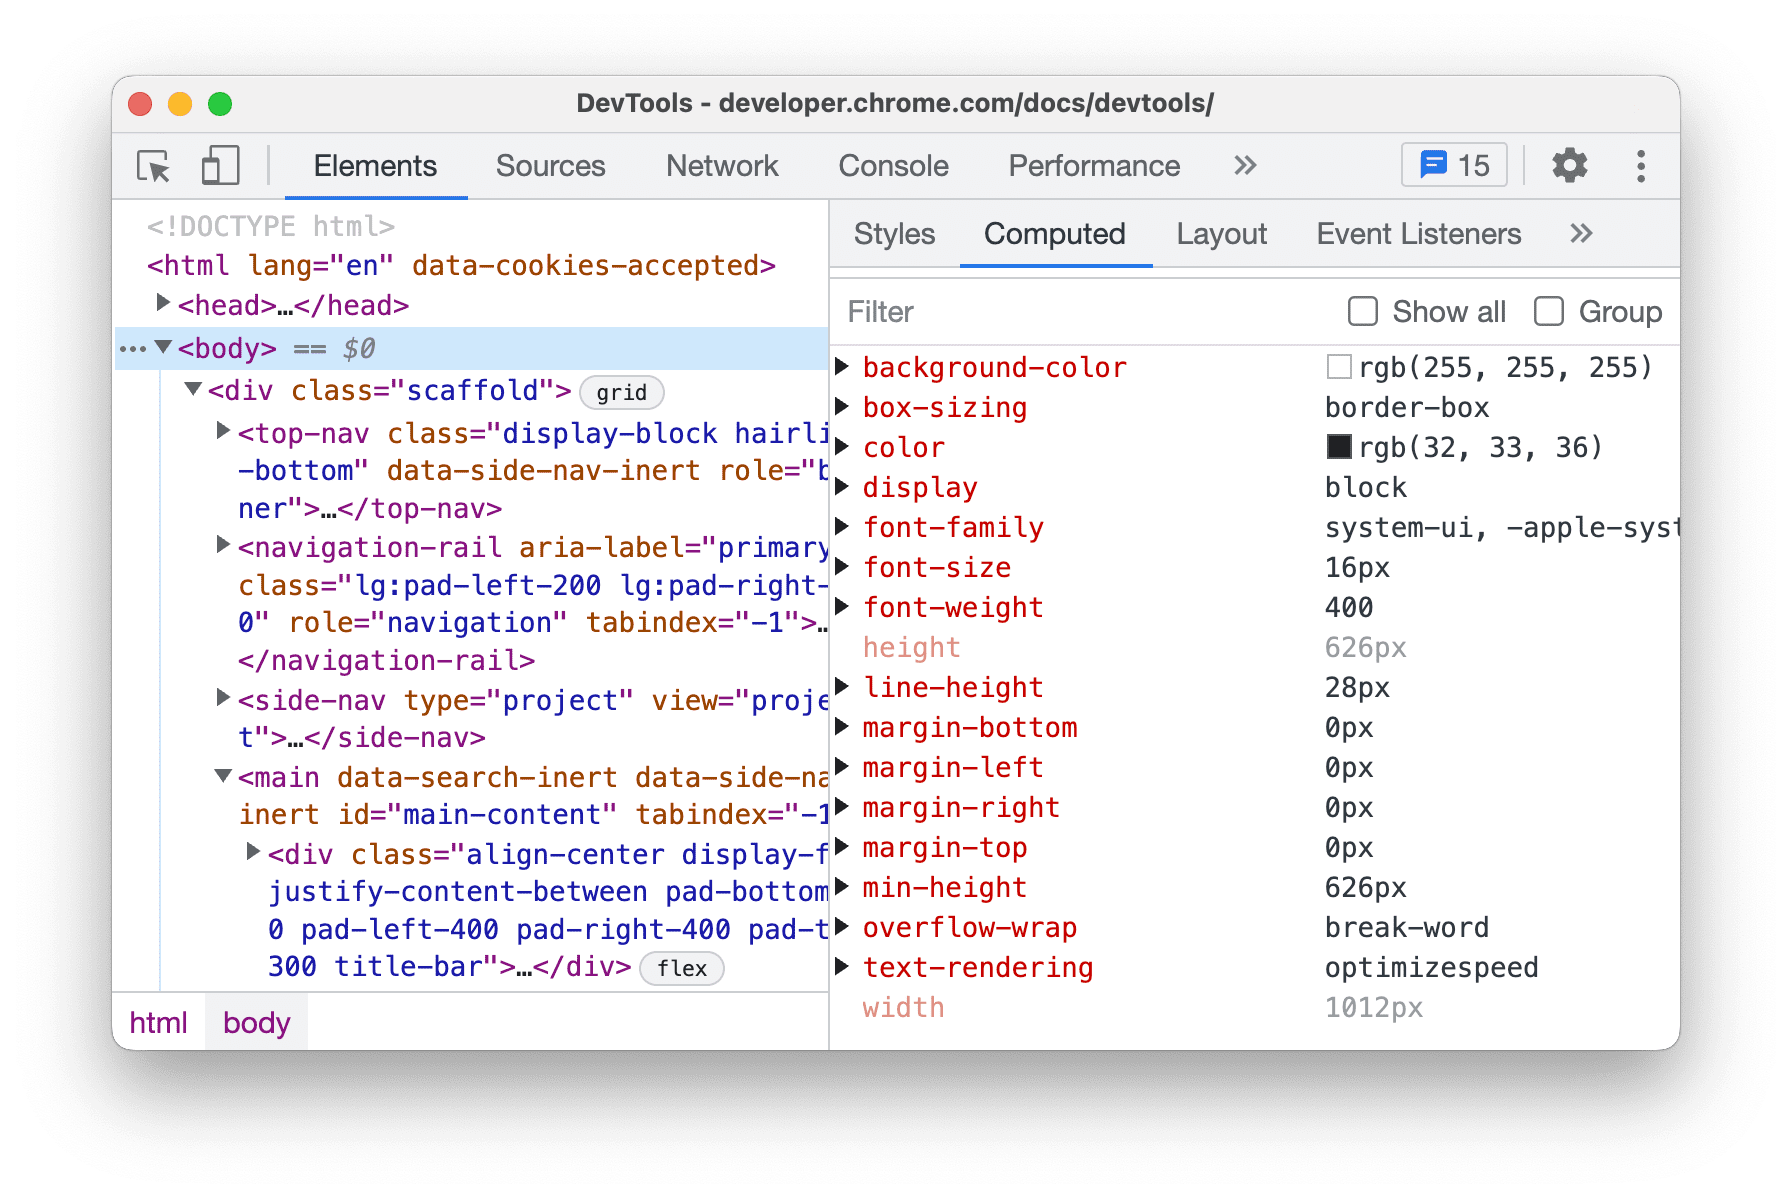 DevTools - developer.chrome.com/docs/devtools/
Elements Sources Network Console Performance » 15
<!DOCTYPE html>
<html lang="en" data-cookies-accepted>
<head>…</head>
<body> == $0
<div class="scaffold"> grid
<top-nav class="display-block hairli
-bottom" data-side-nav-inert role="b
ner">…</top-nav>
<navigation-rail aria-label="primary
class="lg:pad-left-200 lg:pad-right-
0" role="navigation" tabindex="-1">…
</navigation-rail>
<side-nav type="project" view="proje
t">…</side-nav>
<main data-search-inert data-side-na
inert id="main-content" tabindex="-1
<div class="align-center display-f
justify-content-between pad-bottom
0 pad-left-400 pad-right-400 pad-t
300 title-bar">…</div> flex
html body
Styles Computed Layout Event Listeners »
Filter Show all Group
background-color rgb(255, 255, 255)
box-sizing border-box
color rgb(32, 33, 36)
display block
font-family system-ui, -apple-syst
font-size 16px
font-weight 400
height 626px
line-height 28px
margin-bottom 0px
margin-left 0px
margin-right 0px
margin-top 0px
min-height 626px
overflow-wrap break-word
text-rendering optimizespeed
width 1012px